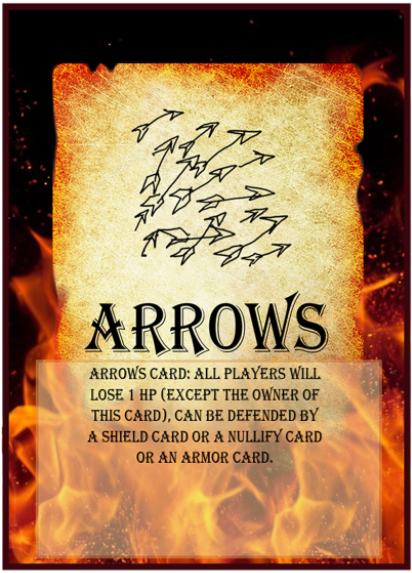 ARROWS
ARROWS CARD: ALL PLAYERS WILL
LOSE 1 HP (EXCEPT THE OWNER OF
THIS CARD), CAN BE DEFENDED BY
A SHIELD CARD OR A NULLIFY CARD
OR AN ARMOR CARD.